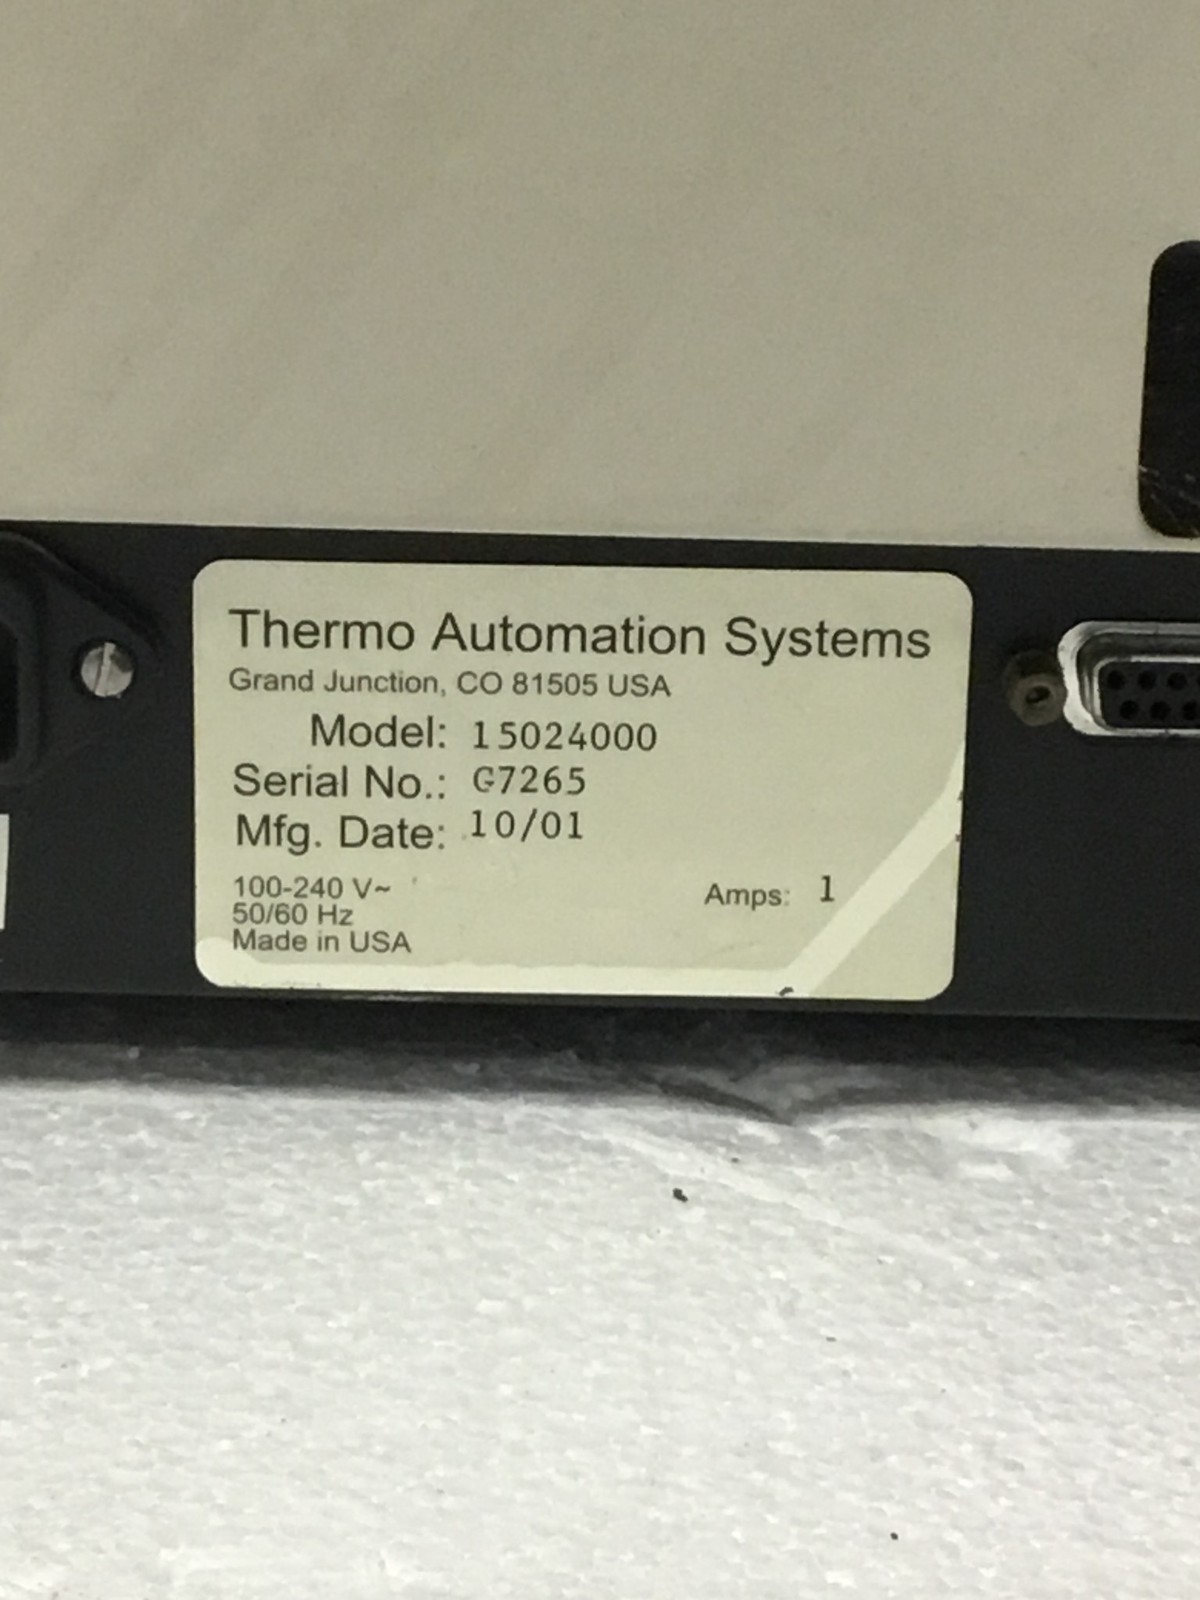 Thermo Automation Systems
Grand Junction, CO 81505 USA
Model: 15024000
Serial No.: G7265
Mfg. Date: 10/01
100-240 V~
Amps: 1
50/60 Hz
Made in USA